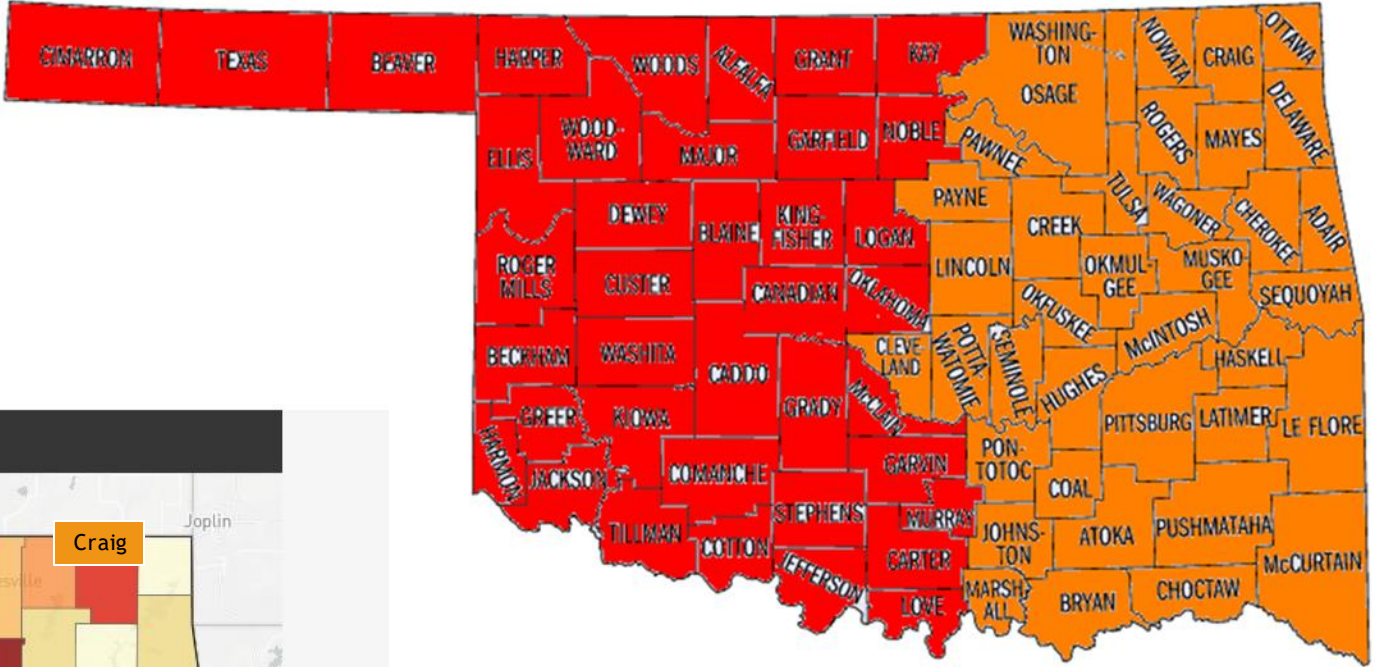 CIMARRON
TEXAS
BEAVER
HARPER
WOODS
ALFALFA
GRANT
KAY
WASHING-
TON
OSAGE
NOWATA
CRAIG
OTTAWA
ELLIS
WOOD-
WARD
MAJOR
GARFIELD
NOBLE
PAWNEE
ROGERS
MAYES
DELAWARE
DEWEY
BLAINE
KING-
FISHER
LOGAN
PAYNE
CREEK
TULSA
WAGONER
CHEROKEE
ADAIR
ROGER
MILLS
CUSTER
CANADIAN
OKLAHOMA
LINCOLN
OKMUL-
GEE
MUSKO-
GEE
SEQUOYAH
BECKHAM
WASHITA
CADDO
GRADY
McCLAIN
CLEVE-
LAND
POTTA-
WATOMIE
SEMINOLE
OKFUSKEE
HUGHES
McINTOSH
HASKELL
HARMON
GREER
KIOWA
PITTSBURG
LATIMER
LE FLORE
JACKSON
COMANCHE
GARVIN
PON-
TOTOC
COAL
TILLMAN
COTTON
STEPHENS
MURRAY
JOHNS-
TON
ATOKA
PUSHMATAHA
McCURTAIN
JEFFERSON
CARTER
LOVE
MARSH-
ALL
BRYAN
CHOCTAW
Joplin
Craig
esville